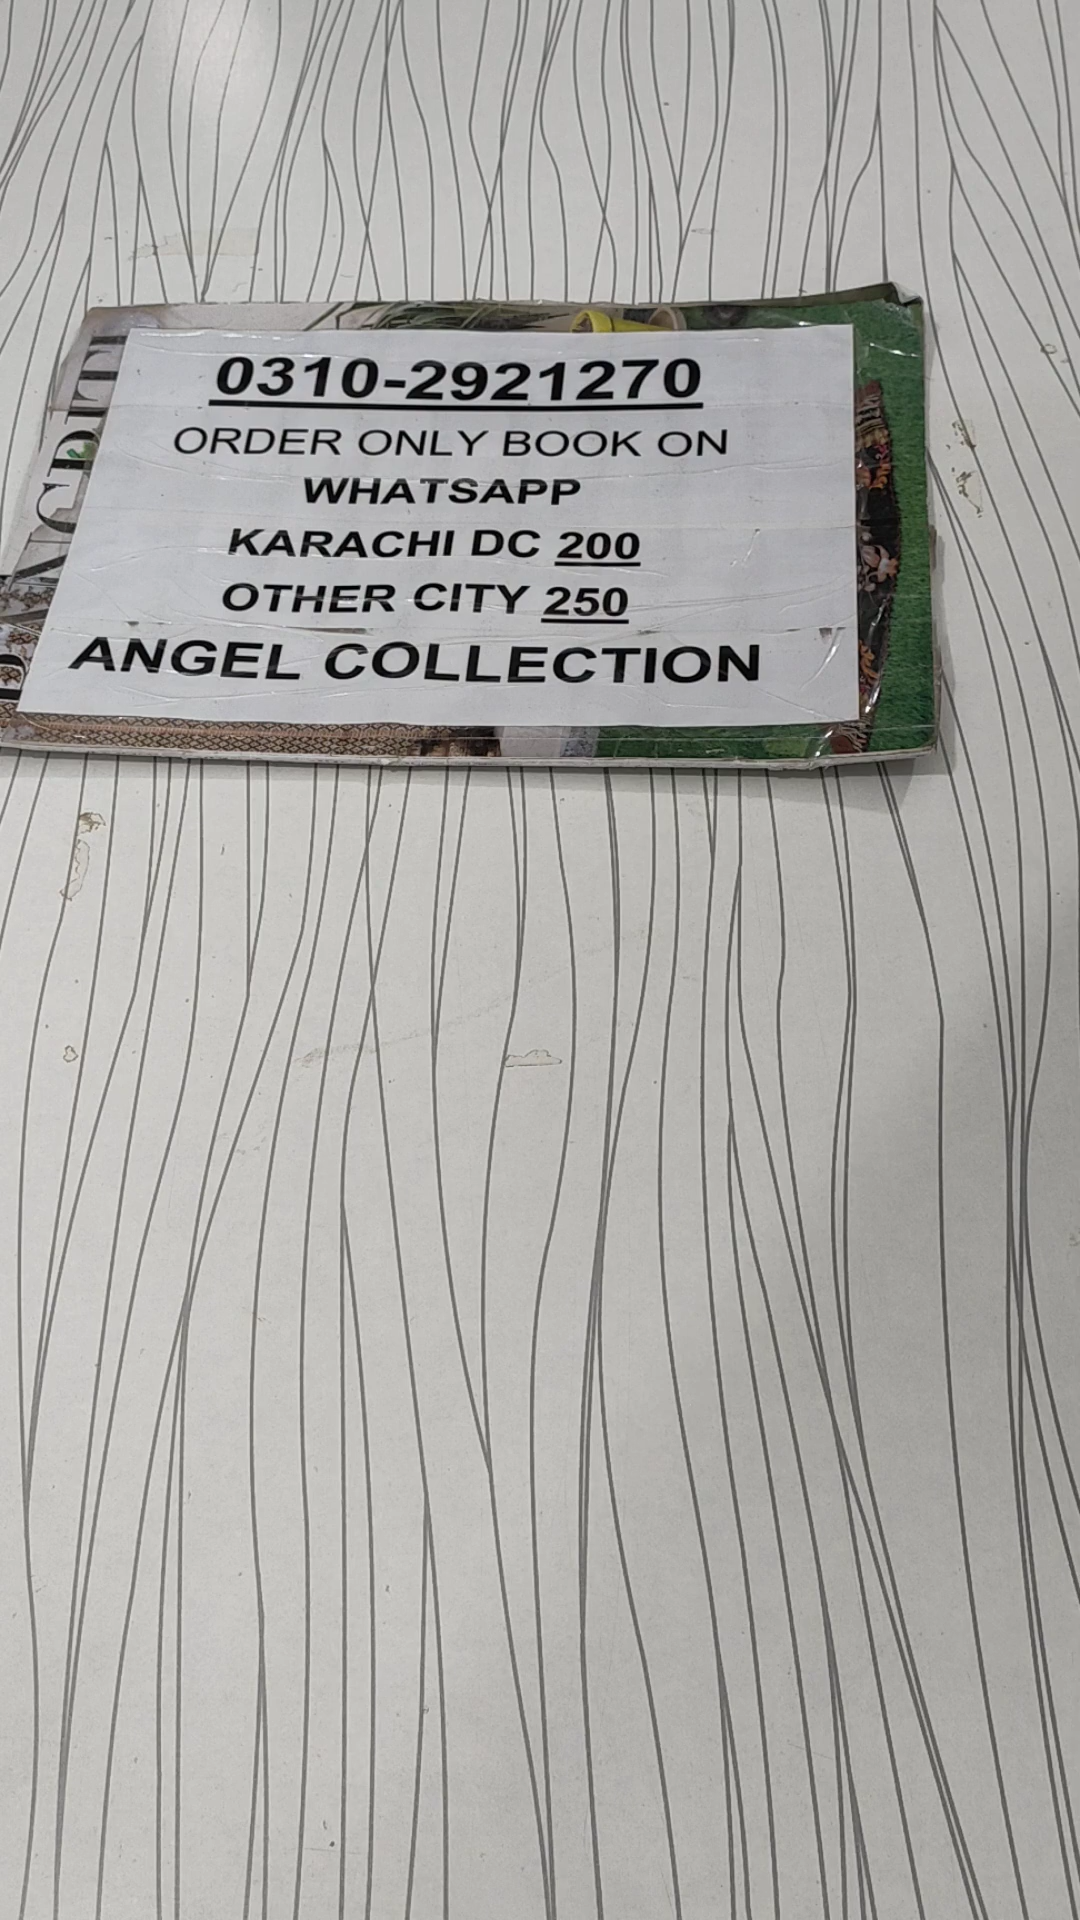 0310-2921270
ORDER ONLY BOOK ON
WHATSAPP
KARACHI DC 200
OTHER CITY 250
ANGEL COLLECTION